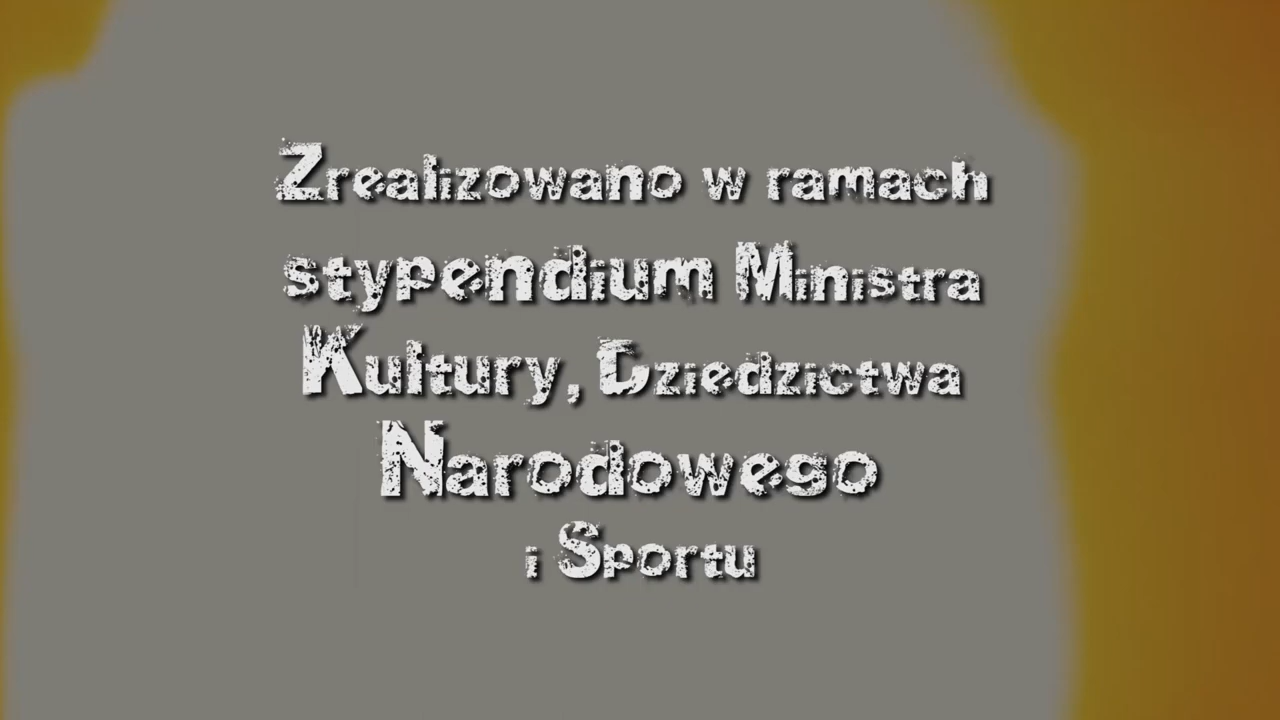 Zrealizowano w ramach
stypendium Ministra
Kultury, Dziedzictwa
Narodowego
i Sportu